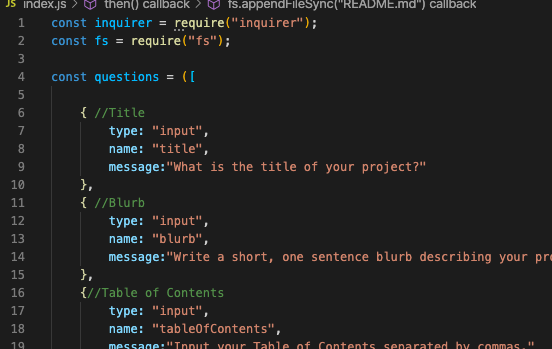 JS index.js > then() callback > fs.appendFileSync("README.md") callback
1 const inquirer = require("inquirer");
2 const fs = require("fs");
3
4 const questions = ([
5
6 { //Title
7 type: "input",
8 name: "title",
9 message:"What is the title of your project?"
10 },
11 { //Blurb
12 type: "input",
13 name: "blurb",
14 message:"Write a short, one sentence blurb describing your pro
15 },
16 {//Table of Contents
17 type: "input",
18 name: "tableOfContents",
19 message:"Input your Table of Contents separated by commas."